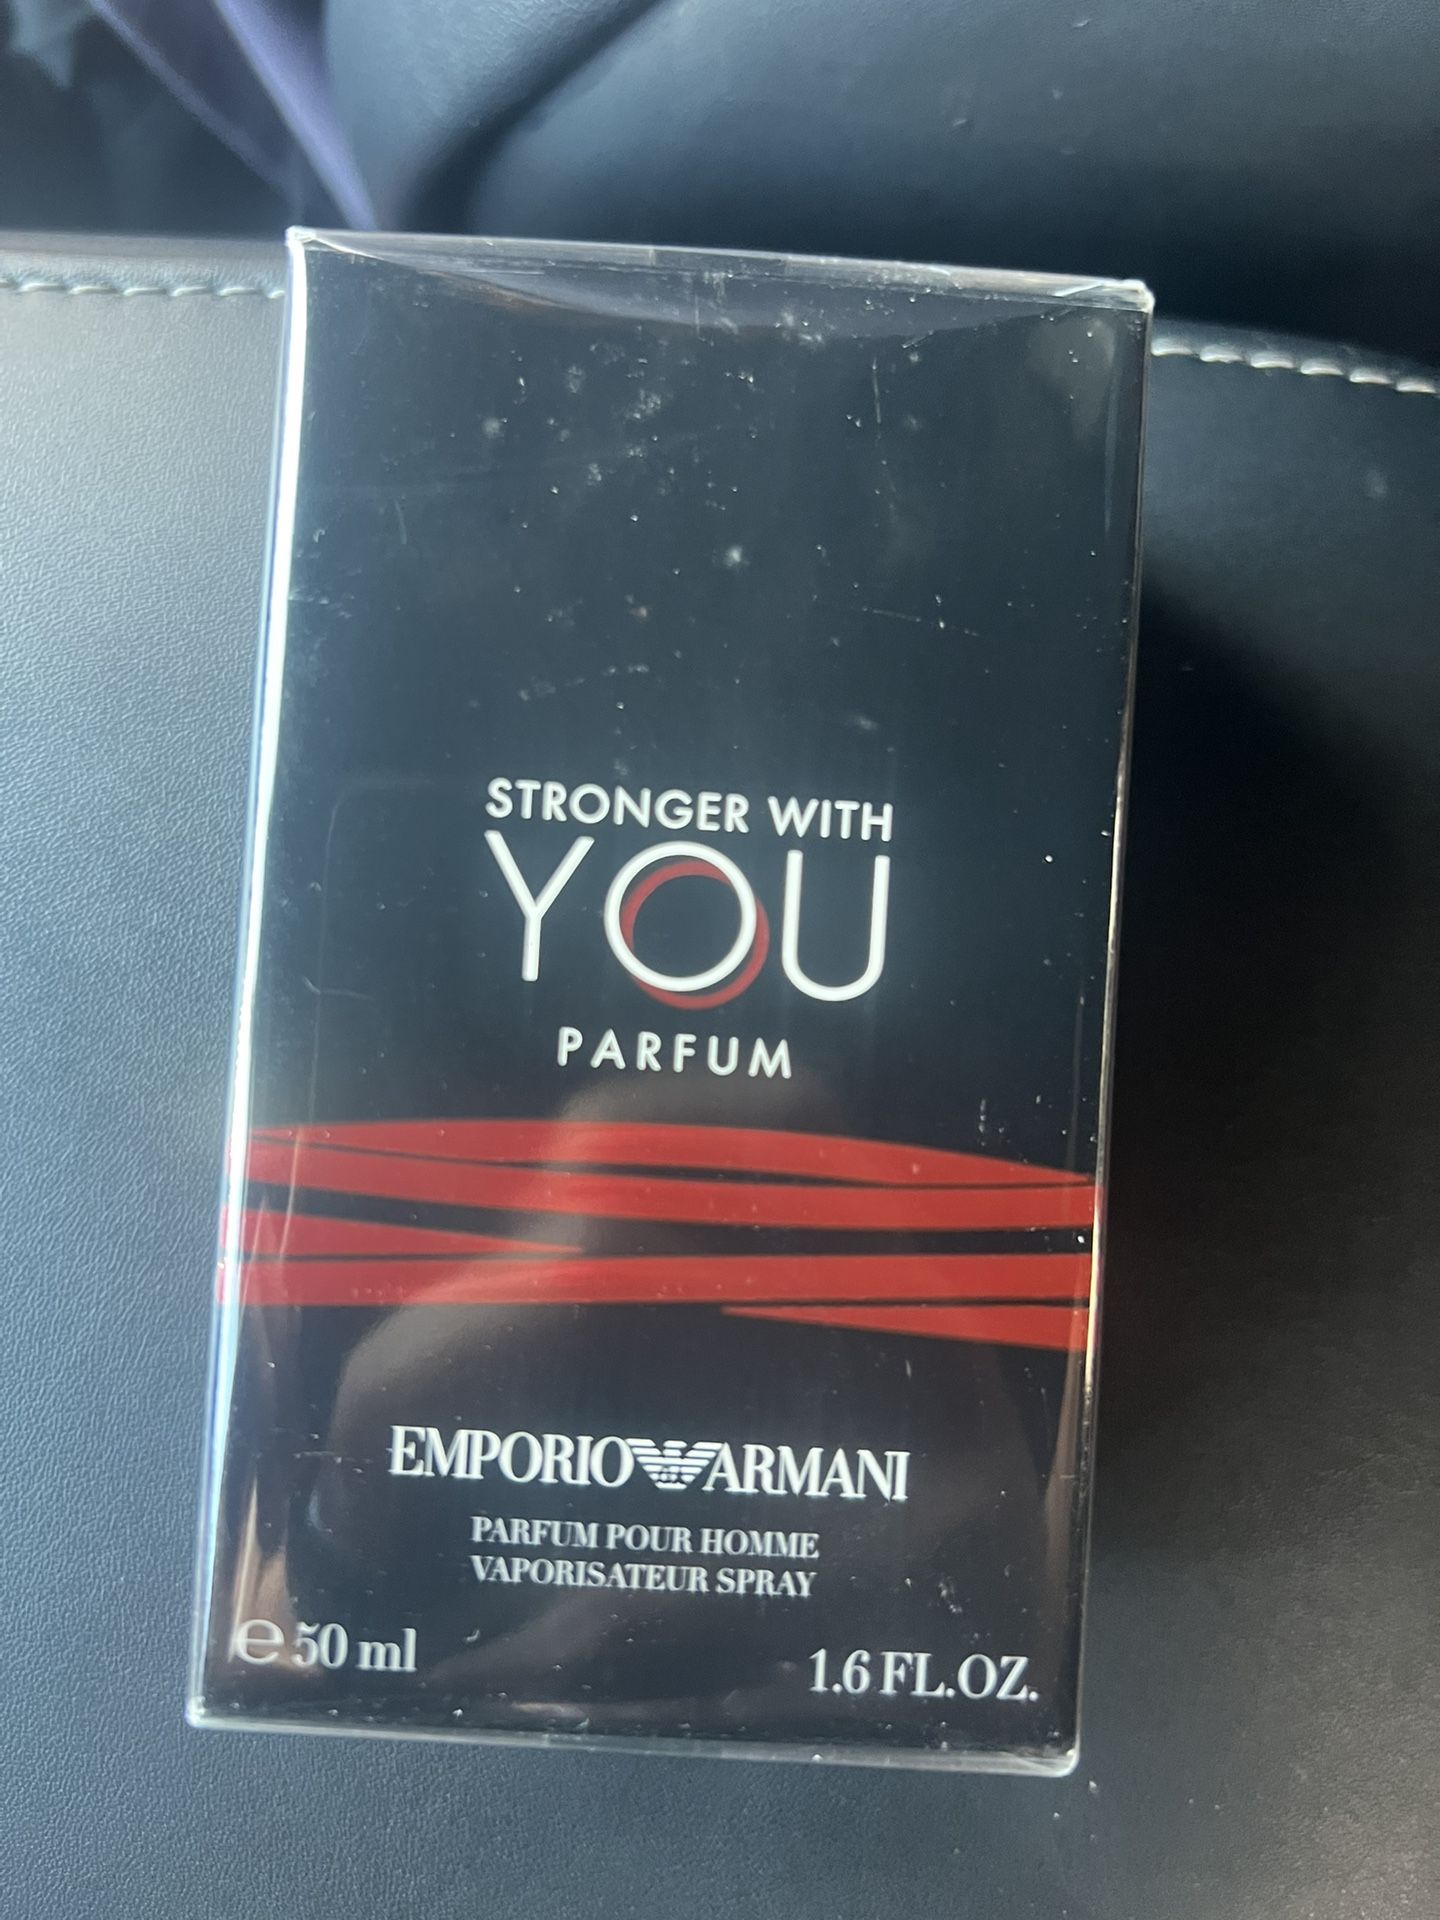 STRONGER WITH
YOU
PARFUM
EMPORIO ARMANI
PARFUM POUR HOMME
VAPORISATEUR SPRAY
℮ 50 ml 1.6 FL.OZ.